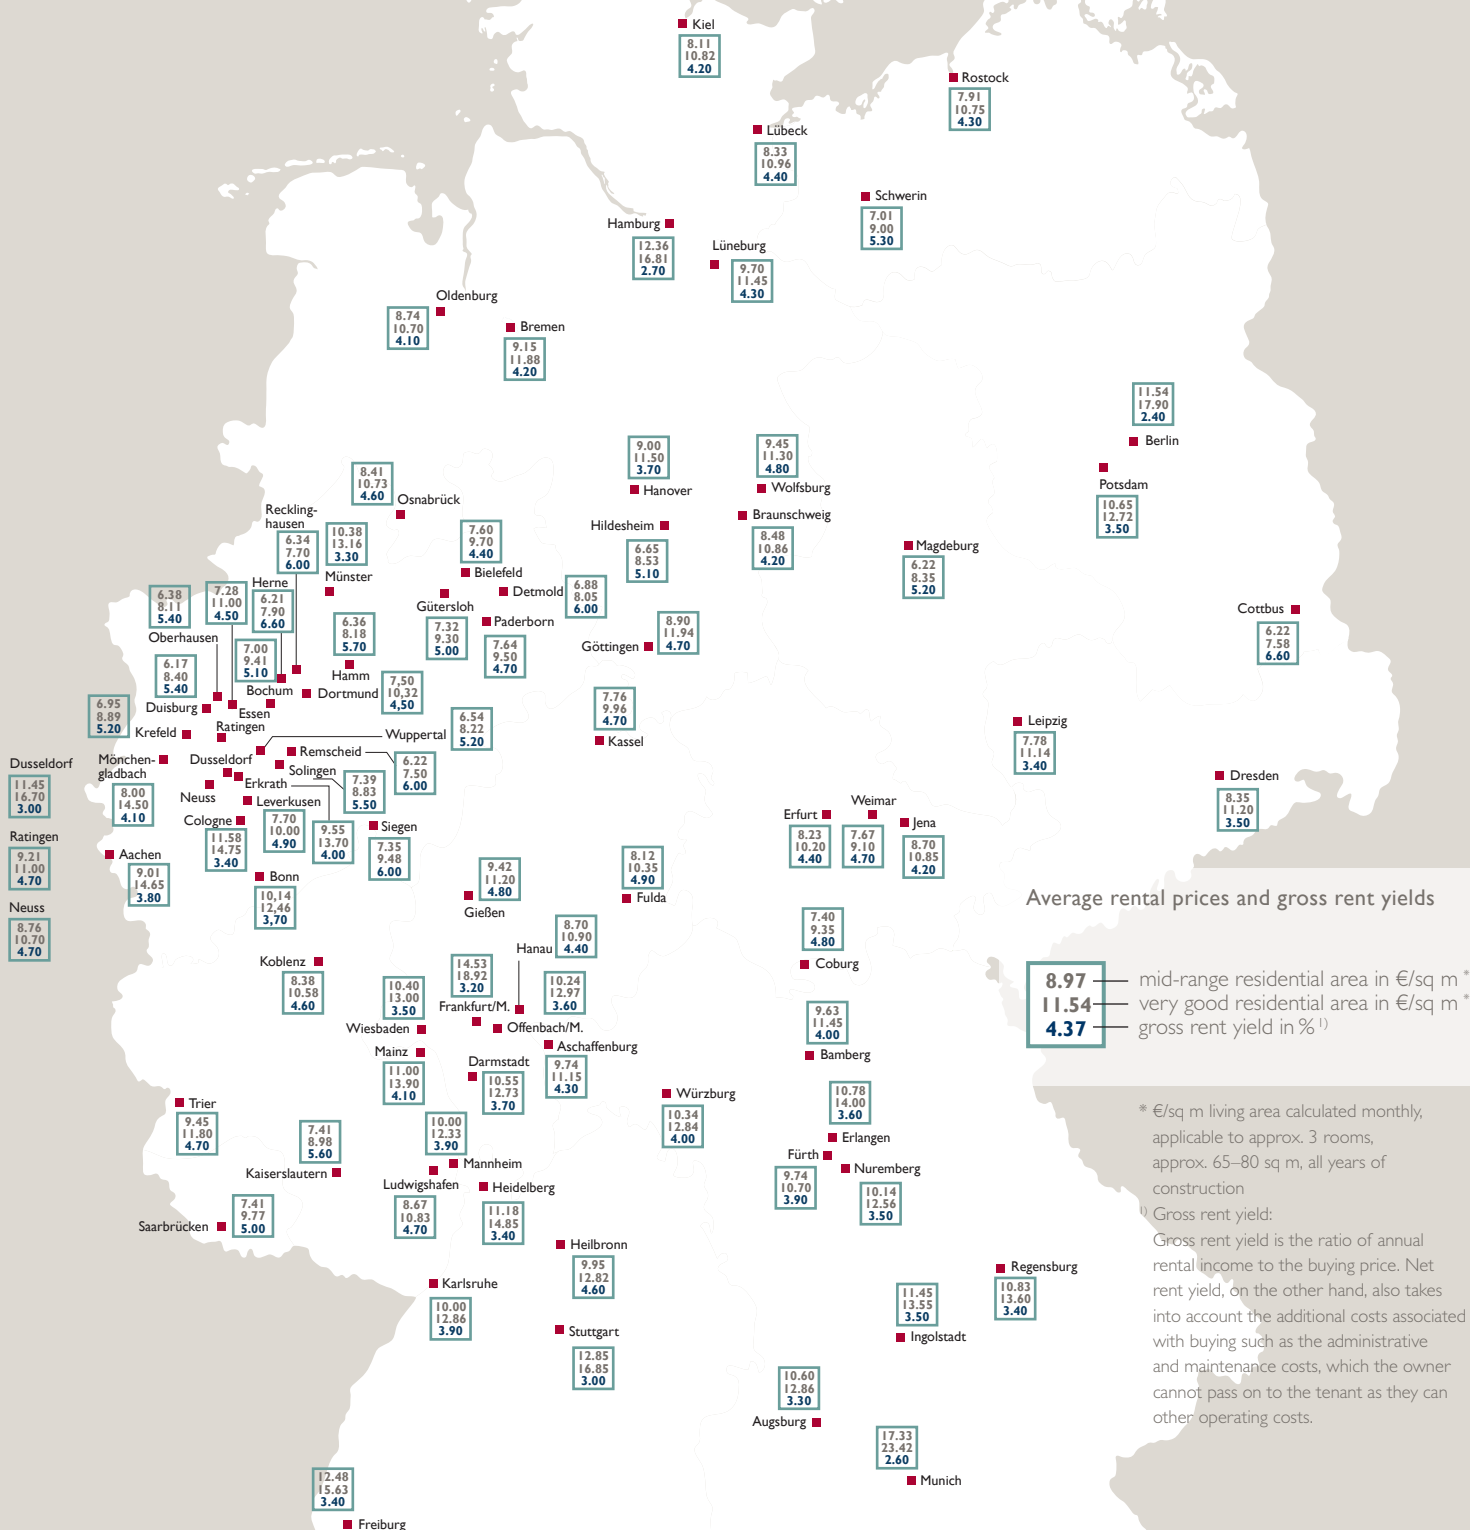 Kiel
8.11
10.82
4.20
Rostock
7.91
10.75
4.30
Lübeck
8.33
10.96
4.40
Schwerin
7.01
9.00
5.30
Hamburg
12.36
16.81
2.70
Lüneburg
9.70
11.45
4.30
Oldenburg
8.74
10.70
4.10
Bremen
9.15
11.88
4.20
11.54
17.90
2.40
Berlin
Potsdam
10.65
12.72
3.50
9.00
11.50
3.70
Hanover
9.45
11.30
4.80
Wolfsburg
8.41
10.73
4.60
Osnabrück
Braunschweig
8.48
10.86
4.20
Hildesheim
6.65
8.53
5.10
Magdeburg
6.22
8.35
5.20
Reckling-
hausen
6.34
7.70
6.00
10.38
13.16
3.30
Münster
7.60
9.70
4.40
Bielefeld
Detmold
6.88
8.05
6.00
Gütersloh
7.32
9.30
5.00
Paderborn
7.64
9.50
4.70
Göttingen
8.90
11.94
4.70
Cottbus
6.22
7.58
6.60
6.38
8.11
5.40
Oberhausen
7.28
11.00
4.50
Herne
6.21
7.90
6.60
6.36
8.18
5.70
Hamm
7.00
9.41
5.10
Bochum
Dortmund
7,50
10,32
4,50
6.17
8.40
5.40
Duisburg
Essen
6.95
8.89
5.20
Krefeld
Ratingen
Wuppertal
6.54
8.22
5.20
7.76
9.96
4.70
Kassel
Leipzig
7.78
11.14
3.40
Dresden
8.35
11.20
3.50
Dusseldorf
11.45
16.70
3.00
Mönchen-
gladbach
8.00
14.50
4.10
Dusseldorf
Remscheid
6.22
7.50
6.00
Solingen
7.39
8.83
5.50
Neuss
Erkrath
9.55
13.70
4.00
Leverkusen
7.70
10.00
4.90
Cologne
11.58
14.75
3.40
Siegen
7.35
9.48
6.00
Ratingen
9.21
11.00
4.70
Aachen
9.01
14.65
3.80
Bonn
10,14
12,46
3,70
Neuss
8.76
10.70
4.70
Erfurt
8.23
10.20
4.40
Weimar
7.67
9.10
4.70
Jena
8.70
10.85
4.20
9.42
11.20
4.80
Gießen
8.12
10.35
4.90
Fulda
8.70
10.90
4.40
Hanau
7.40
9.35
4.80
Coburg
Koblenz
8.38
10.58
4.60
14.53
18.92
3.20
Frankfurt/M.
10.24
12.97
3.60
Offenbach/M.
10.40
13.00
3.50
Wiesbaden
Mainz
11.00
13.90
4.10
Darmstadt
10.55
12.73
3.70
Aschaffenburg
9.74
11.15
4.30
9.63
11.45
4.00
Bamberg
Würzburg
10.34
12.84
4.00
10.78
14.00
3.60
Erlangen
Trier
9.45
11.80
4.70
7.41
8.98
5.60
Kaiserslautern
10.00
12.33
3.90
Mannheim
Ludwigshafen
8.67
10.83
4.70
Heidelberg
11.18
14.85
3.40
Fürth
9.74
10.70
3.90
Nuremberg
10.14
12.56
3.50
Saarbrücken
7.41
9.77
5.00
Heilbronn
9.95
12.82
4.60
Karlsruhe
10.00
12.86
3.90
Stuttgart
12.85
16.85
3.00
Regensburg
10.83
13.60
3.40
11.45
13.55
3.50
Ingolstadt
10.60
12.86
3.30
Augsburg
17.33
23.42
2.60
Munich
12.48
15.63
3.40
Freiburg
Average rental prices and gross rent yields
8.97 mid-range residential area in €/sq m *
11.54 very good residential area in €/sq m *
4.37 gross rent yield in % 1)
* €/sq m living area calculated monthly,
applicable to approx. 3 rooms,
approx. 65–80 sq m, all years of
construction
1) Gross rent yield:
Gross rent yield is the ratio of annual
rental income to the buying price. Net
rent yield, on the other hand, also takes
into account the additional costs associated
with buying such as the administrative
and maintenance costs, which the owner
cannot pass on to the tenant as they can
other operating costs.